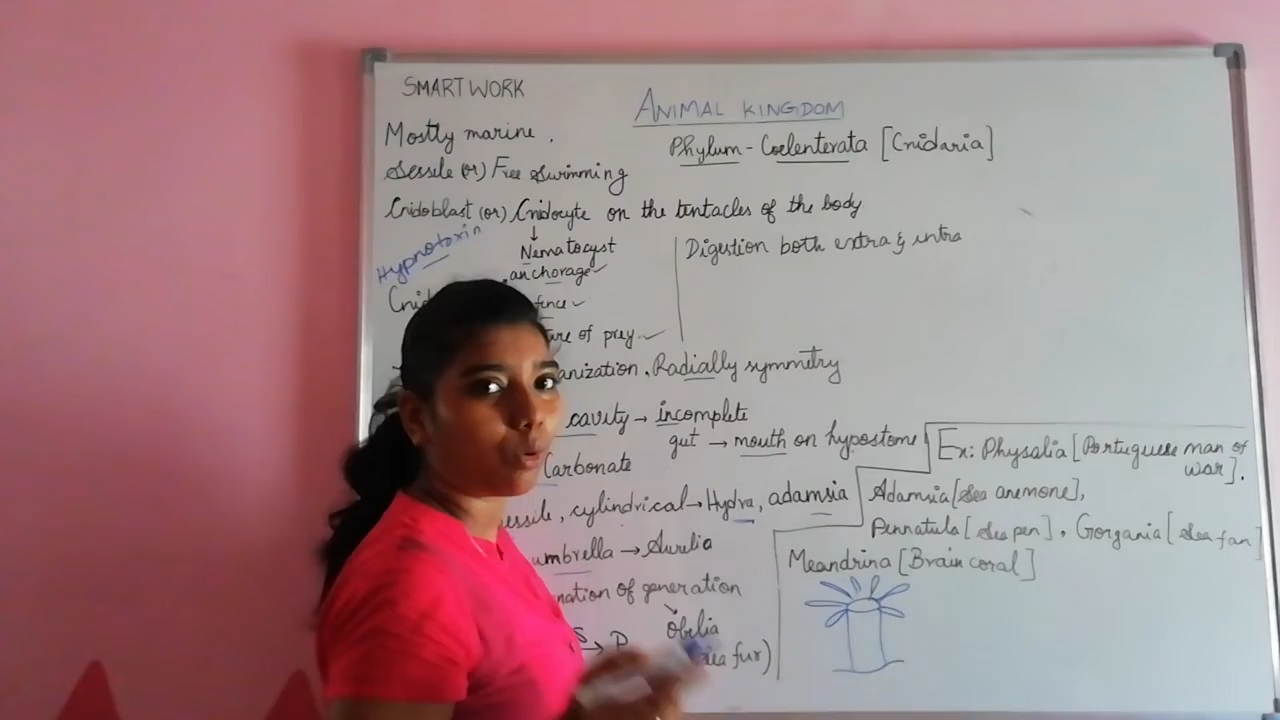 SMART WORK
ANIMAL KINGDOM
Phylum - Coelenterata [Cnidaria]
Mostly marine.
Sessile (or) Free Swimming
Cnidoblast (or) Cnidocyte on the tentacles of the body
Hypnotoxin
Nematocyst
anchorage
fence
ture of prey
Digestion both extra & intra
Cnid
anization. Radially symmetry
cavity → incomplete
gut → mouth on hypostome
Carbonate
essile, cylindrical → Hydra, adamsia
umbrella → Aurelia
nation of generation
Obelia
S → P
sea fur)
Ex: Physalia [Portuguese man of
war].
Adamsia [Sea anemone],
Pennatula [Sea pen], Gorgania [Sea fan]
Meandrina [Brain coral]